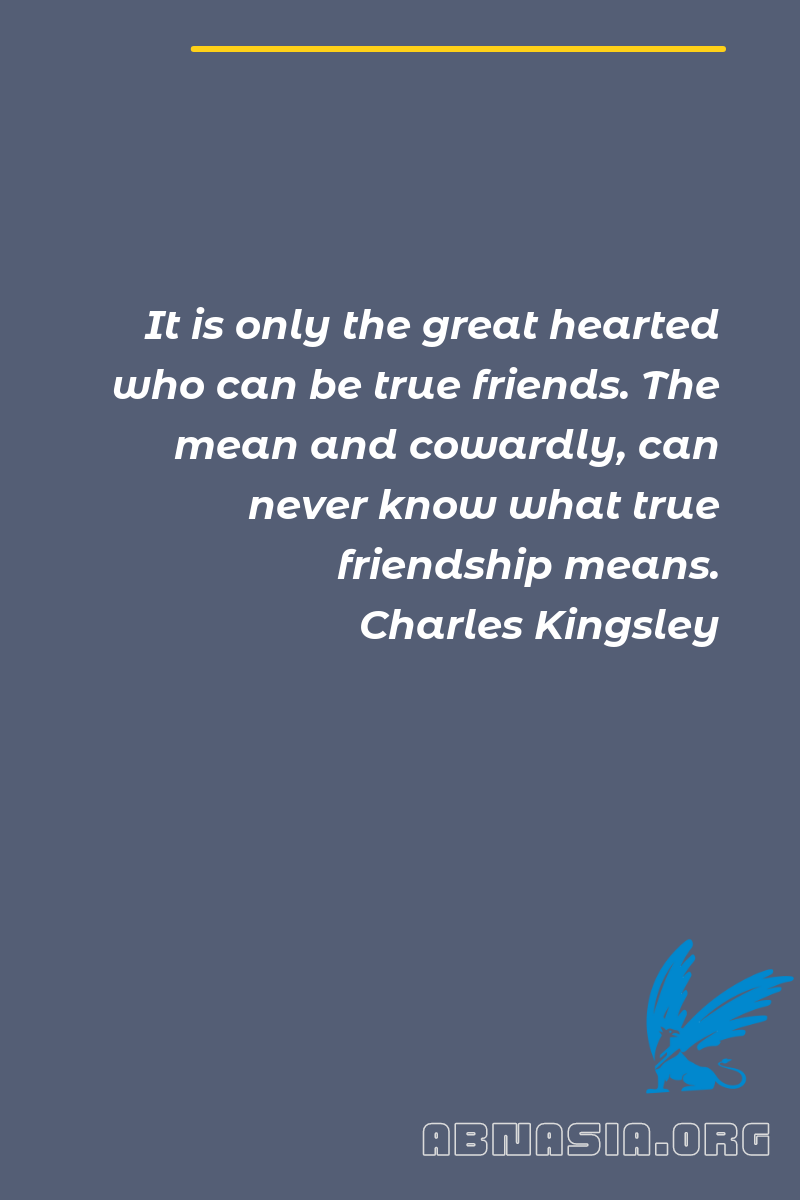 It is only the great hearted
who can be true friends. The
mean and cowardly, can
never know what true
friendship means.
Charles Kingsley
ABNASIA.ORG